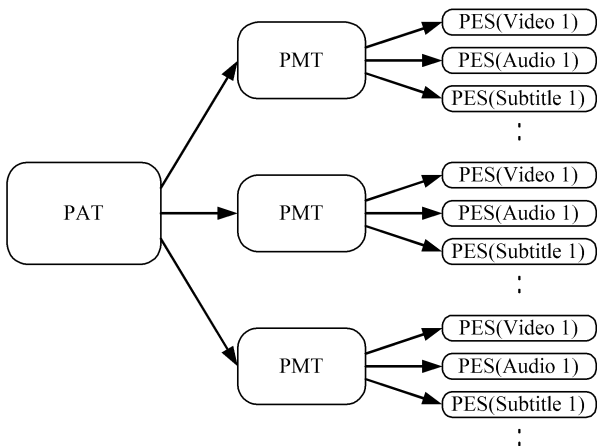 PAT
PMT
PES(Video 1)
PES(Audio 1)
PES(Subtitle 1)
PMT
PES(Video 1)
PES(Audio 1)
PES(Subtitle 1)
PMT
PES(Video 1)
PES(Audio 1)
PES(Subtitle 1)